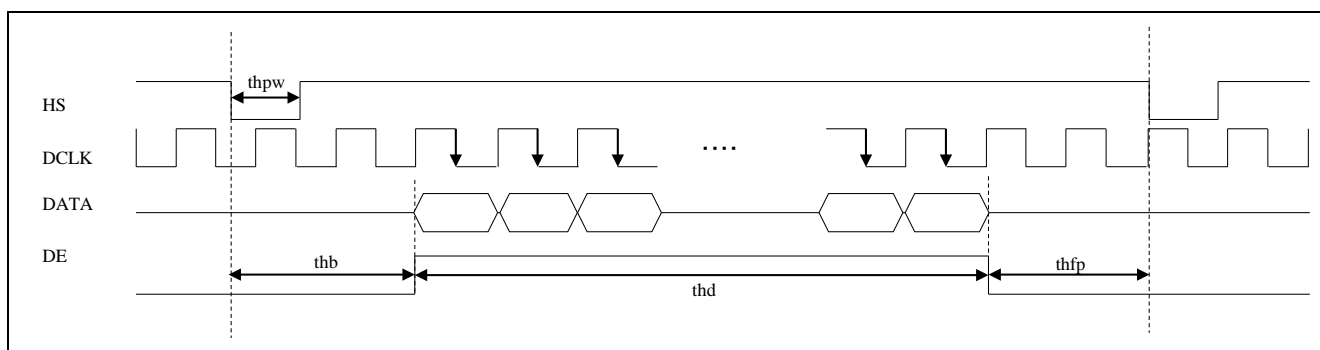 thpw
HS
DCLK
....
DATA
DE
thb
thd
thfp